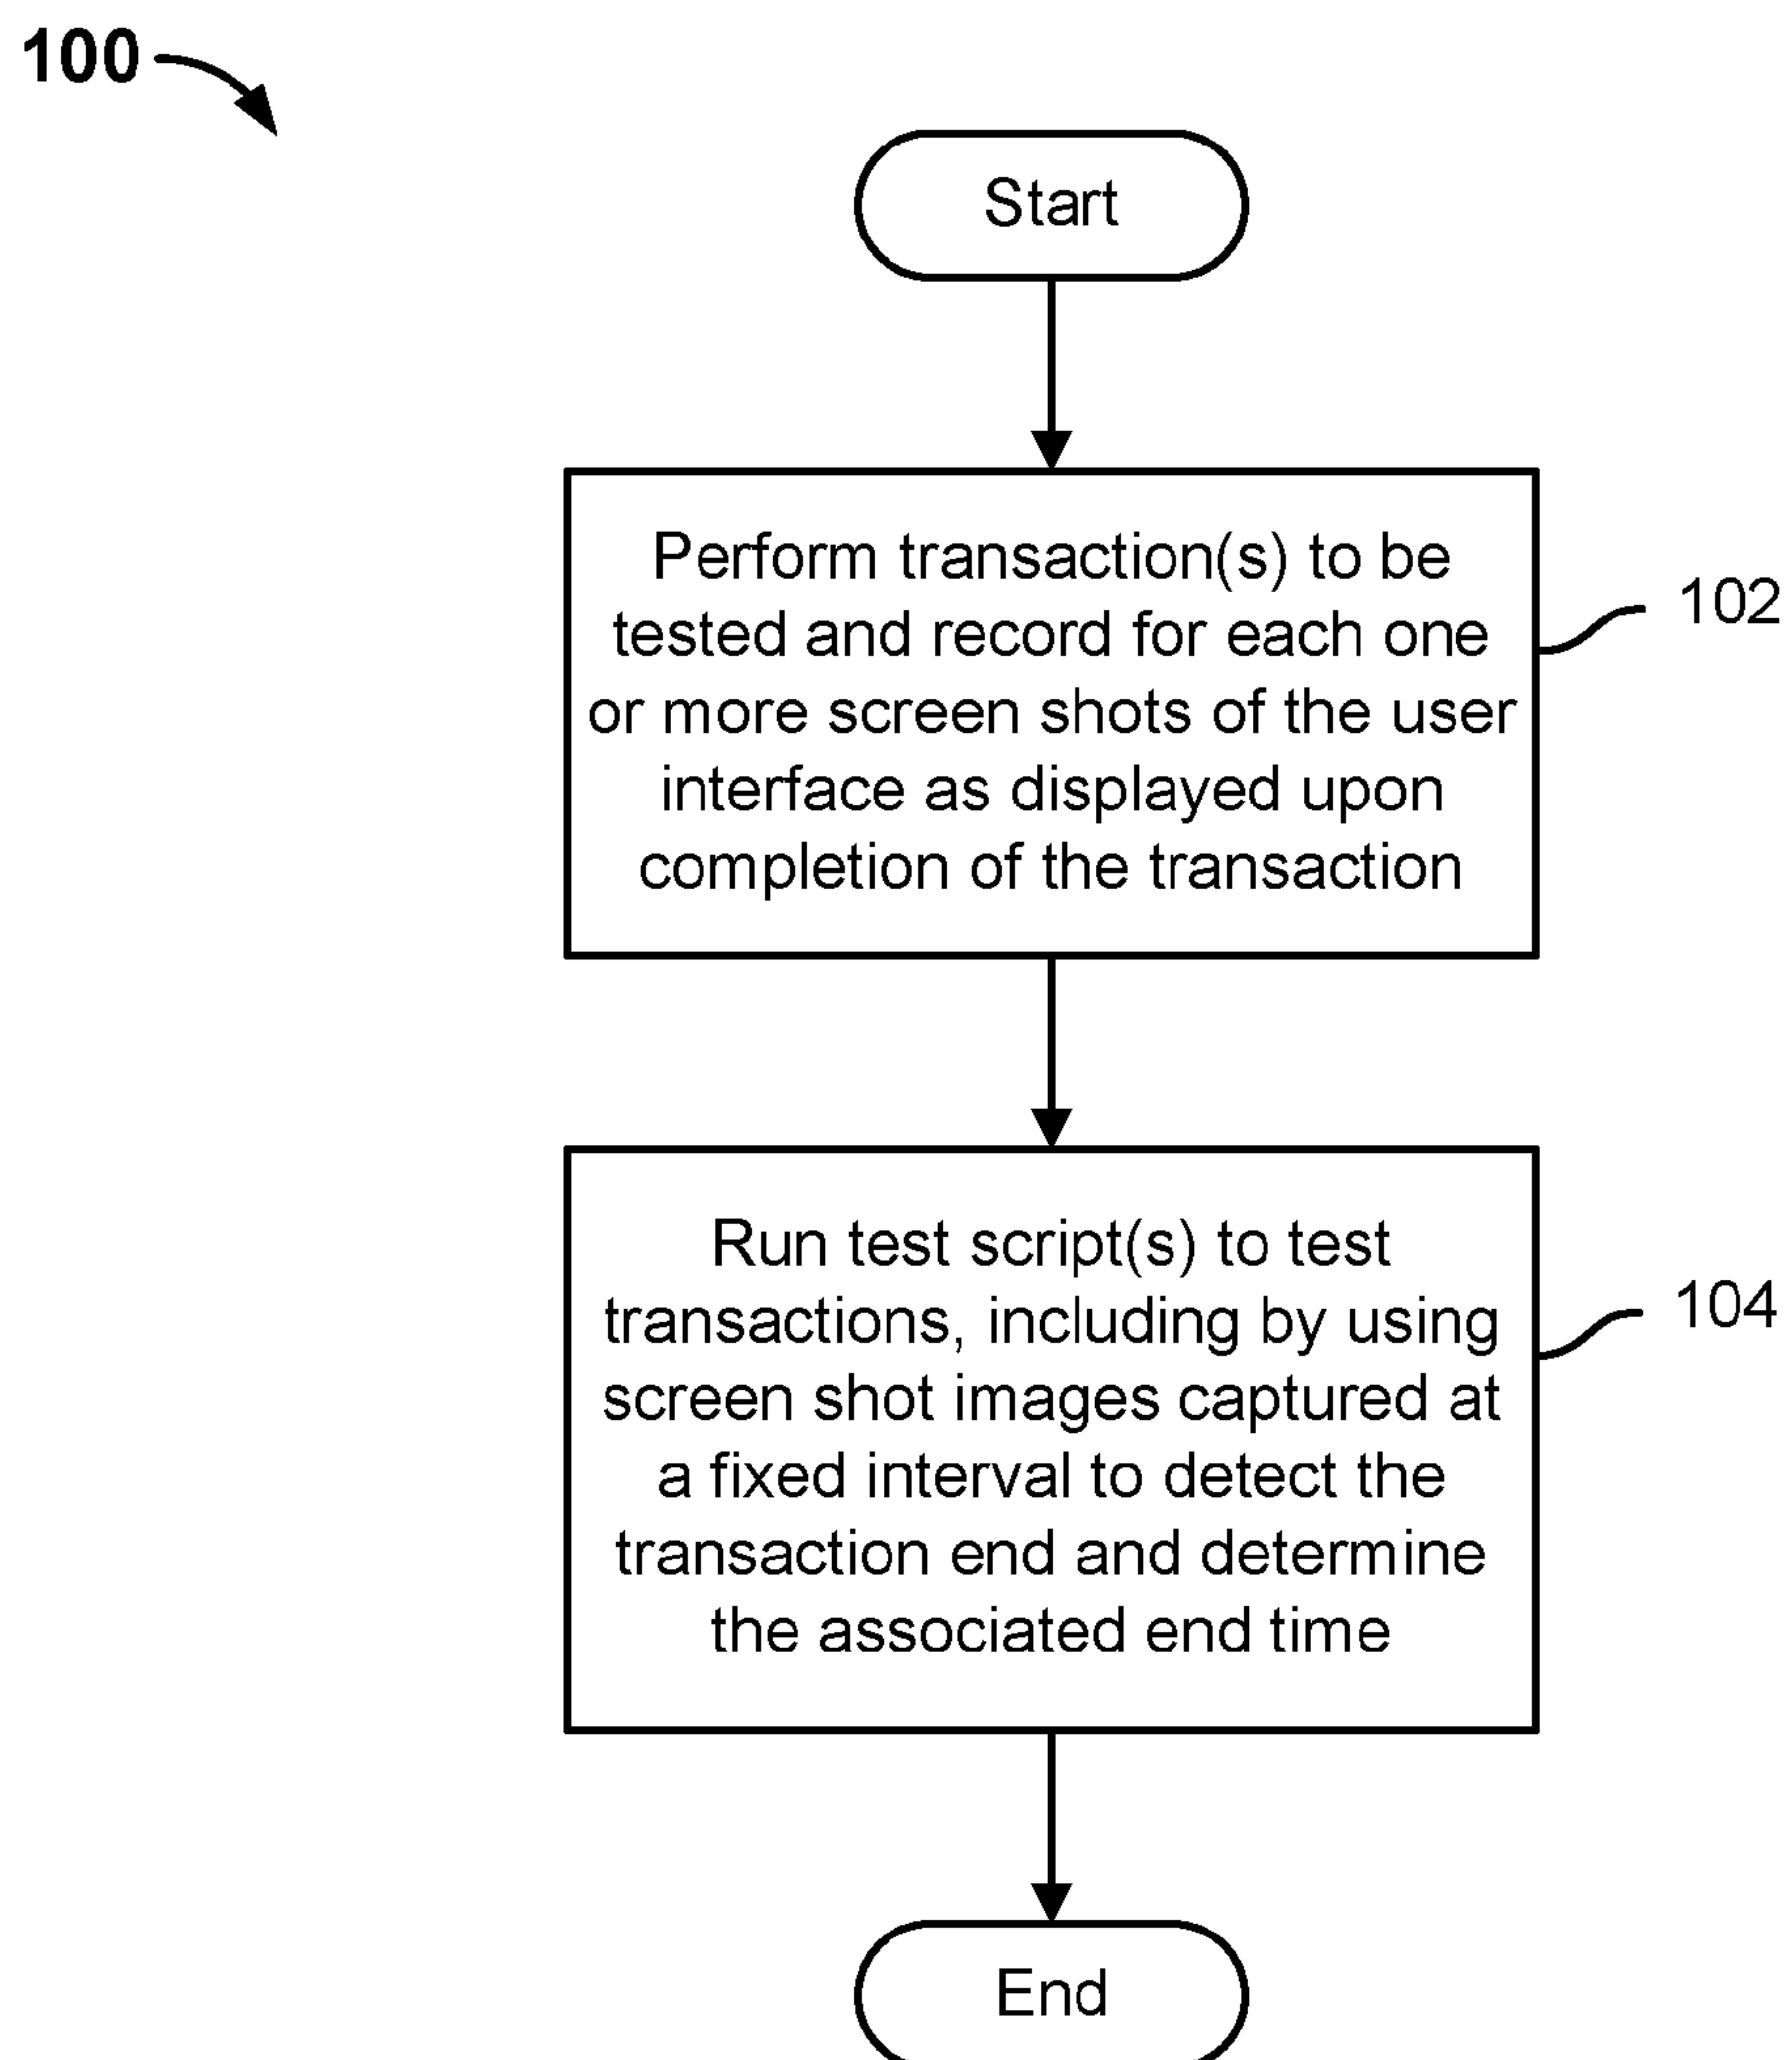 100
Start
Perform transaction(s) to be
tested and record for each one
or more screen shots of the user
interface as displayed upon
completion of the transaction
102
Run test script(s) to test
transactions, including by using
screen shot images captured at
a fixed interval to detect the
transaction end and determine
the associated end time
104
End